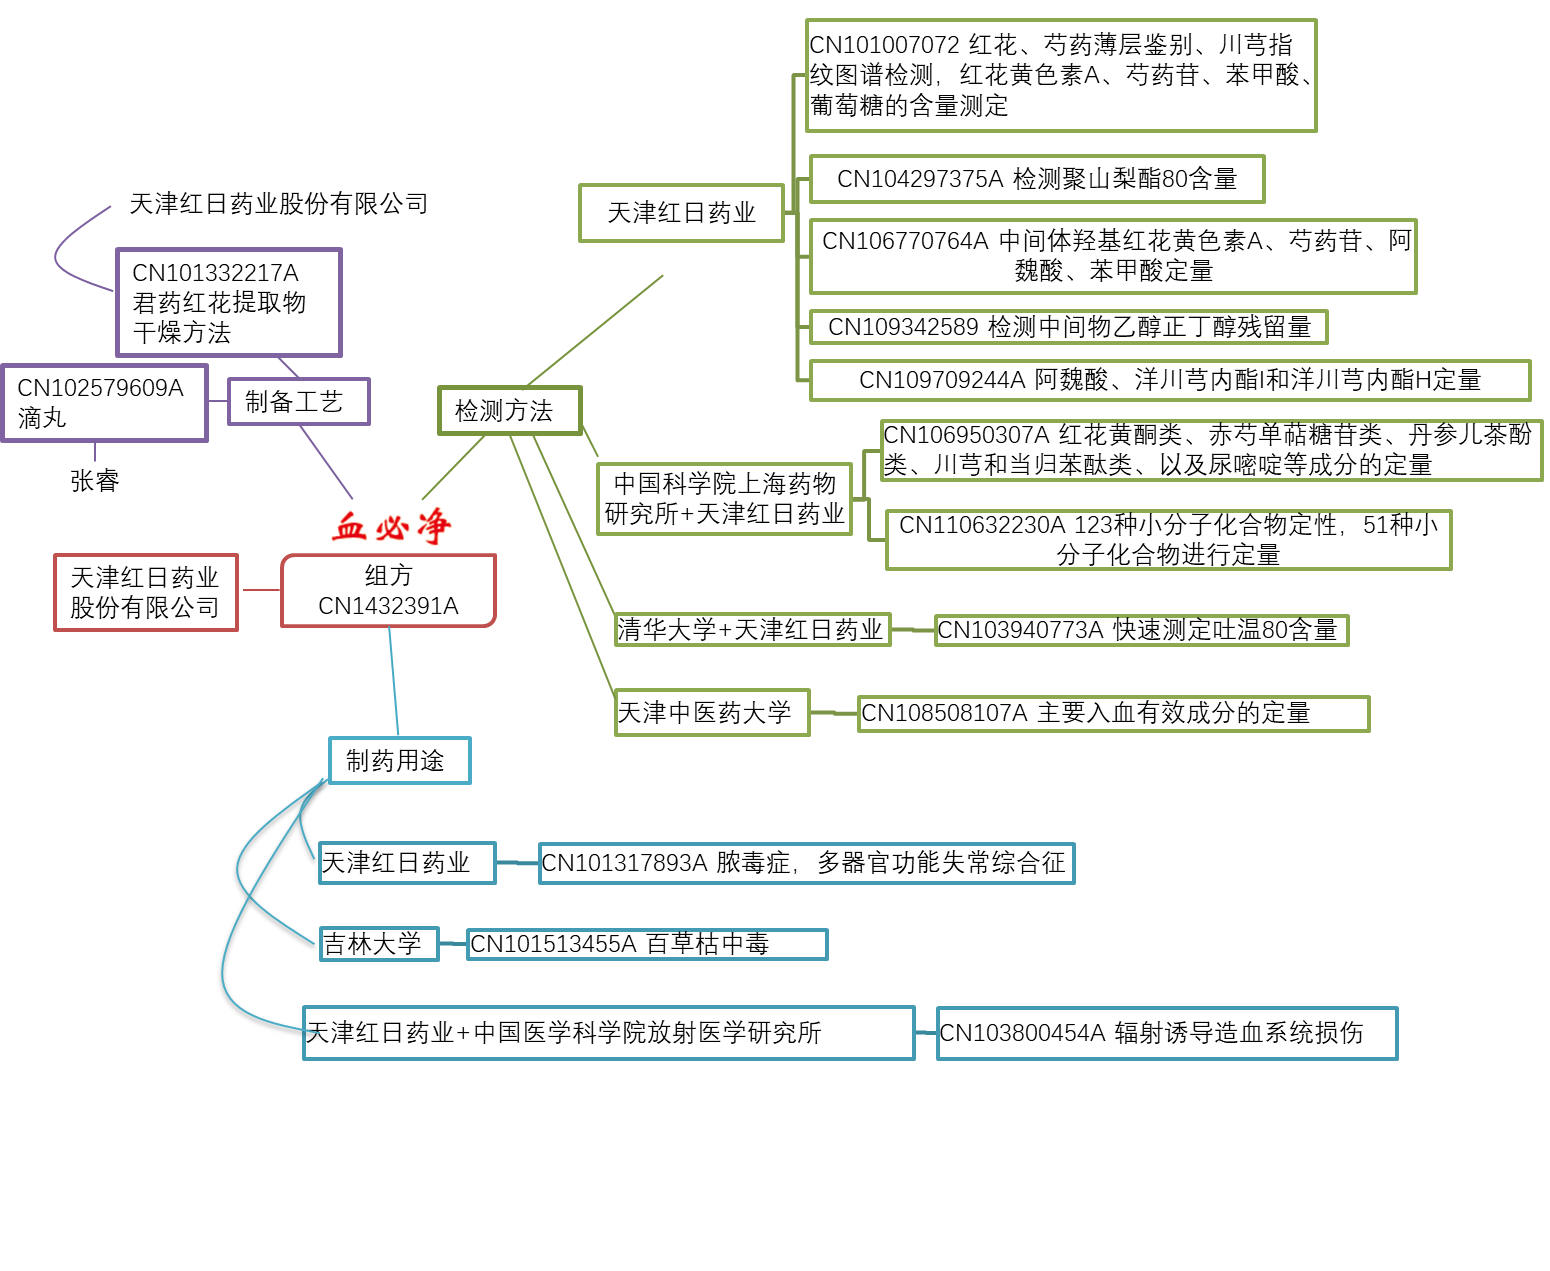 CN101007072 红花、芍药薄层鉴别、川芎指
纹图谱检测，红花黄色素A、芍药苷、苯甲酸、
葡萄糖的含量测定
CN104297375A 检测聚山梨酯80含量
天津红日药业股份有限公司
天津红日药业
CN106770764A 中间体羟基红花黄色素A、芍药苷、阿
魏酸、苯甲酸定量
CN101332217A
君药红花提取物
干燥方法
CN109342589 检测中间物乙醇正丁醇残留量
CN109709244A 阿魏酸、洋川芎内酯I和洋川芎内酯H定量
CN102579609A
滴丸
制备工艺
检测方法
张睿
CN106950307A 红花黄酮类、赤芍单萜糖苷类、丹参儿茶酚
类、川芎和当归苯酞类、以及尿嘧啶等成分的定量
中国科学院上海药物
研究所+天津红日药业
CN110632230A 123种小分子化合物定性，51种小
分子化合物进行定量
血必净
天津红日药业
股份有限公司
组方
CN1432391A
清华大学+天津红日药业
CN103940773A 快速测定吐温80含量
天津中医药大学
CN108508107A 主要入血有效成分的定量
制药用途
天津红日药业
CN101317893A 脓毒症，多器官功能失常综合征
吉林大学
CN101513455A 百草枯中毒
天津红日药业+中国医学科学院放射医学研究所
CN103800454A 辐射诱导造血系统损伤